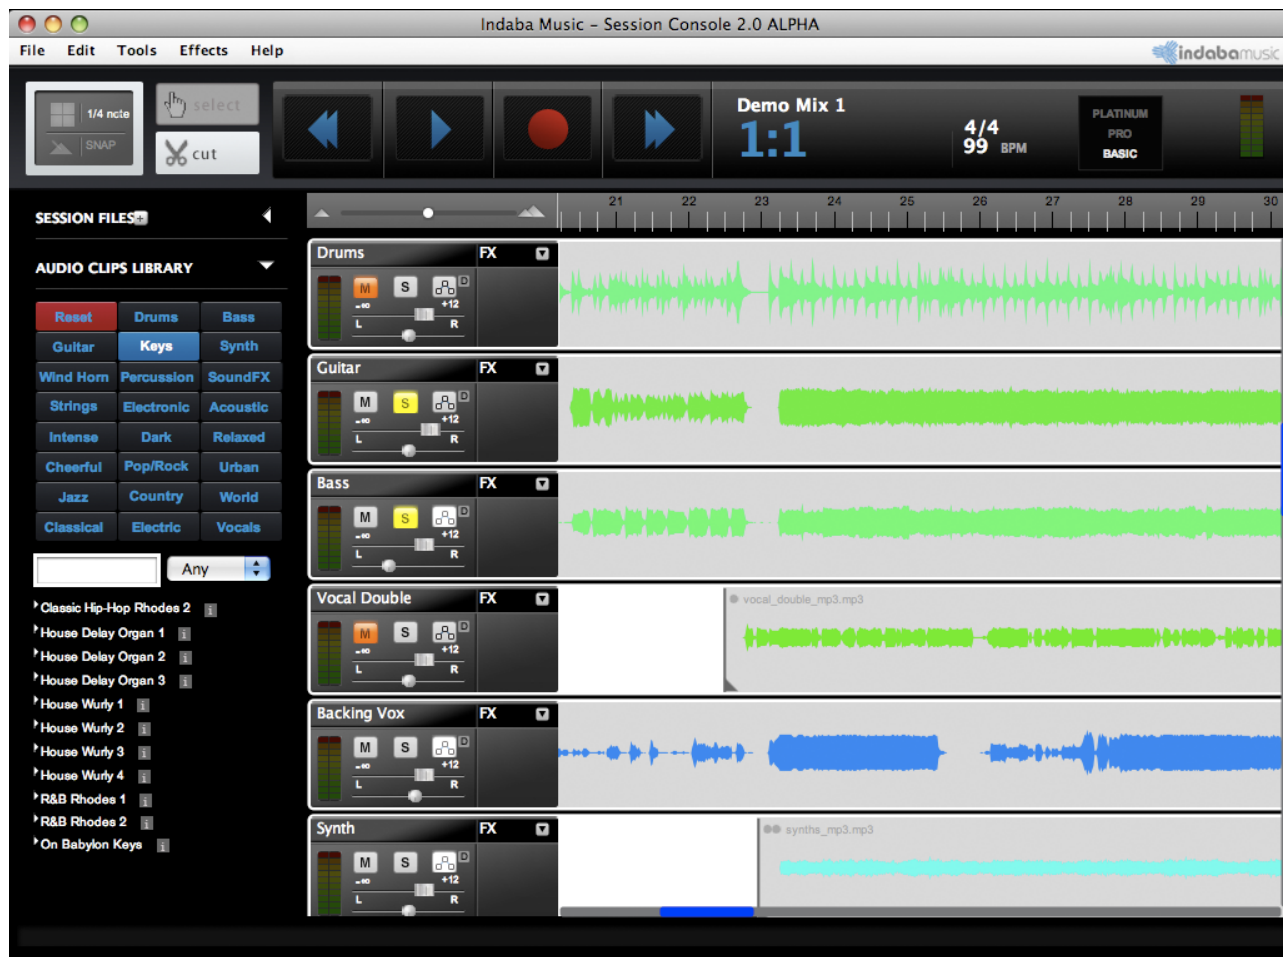 Indaba Music – Session Console 2.0 ALPHA
File Edit Tools Effects Help
indabamusic
1/4 note
SNAP
select
cut
Demo Mix 1
1:1
4/4
99 BPM
PLATINUM
PRO
BASIC
SESSION FILES
21 22 23 24 25 26 27 28 29 30
AUDIO CLIPS LIBRARY
Reset Drums Bass
Guitar Keys Synth
Wind Horn Percussion SoundFX
Strings Electronic Acoustic
Intense Dark Relaxed
Cheerful Pop/Rock Urban
Jazz Country World
Classical Electric Vocals
Any
Classic Hip-Hop Rhodes 2 i
House Delay Organ 1 i
House Delay Organ 2 i
House Delay Organ 3 i
House Wurly 1 i
House Wurly 2 i
House Wurly 3 i
House Wurly 4 i
R&B Rhodes 1 i
R&B Rhodes 2 i
On Babylon Keys i
Drums FX
M S D
-∞ +12
L R
Guitar FX
M S D
-∞ +12
L R
Bass FX
M S D
-∞ +12
L R
Vocal Double FX
vocal_double_mp3.mp3
M S D
-∞ +12
L R
Backing Vox FX
M S D
-∞ +12
L R
Synth FX
synths_mp3.mp3
M S D
-∞ +12
L R